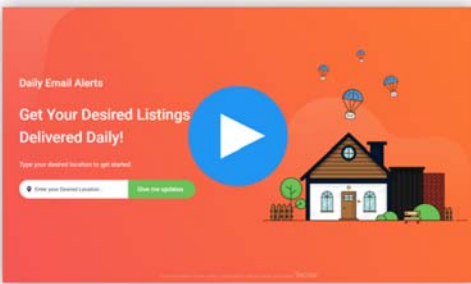 Daily Email Alerts
Get Your Desired Listings
Delivered Daily!
Type your desired location to get started
Enter your Desired Location..
Give me updates